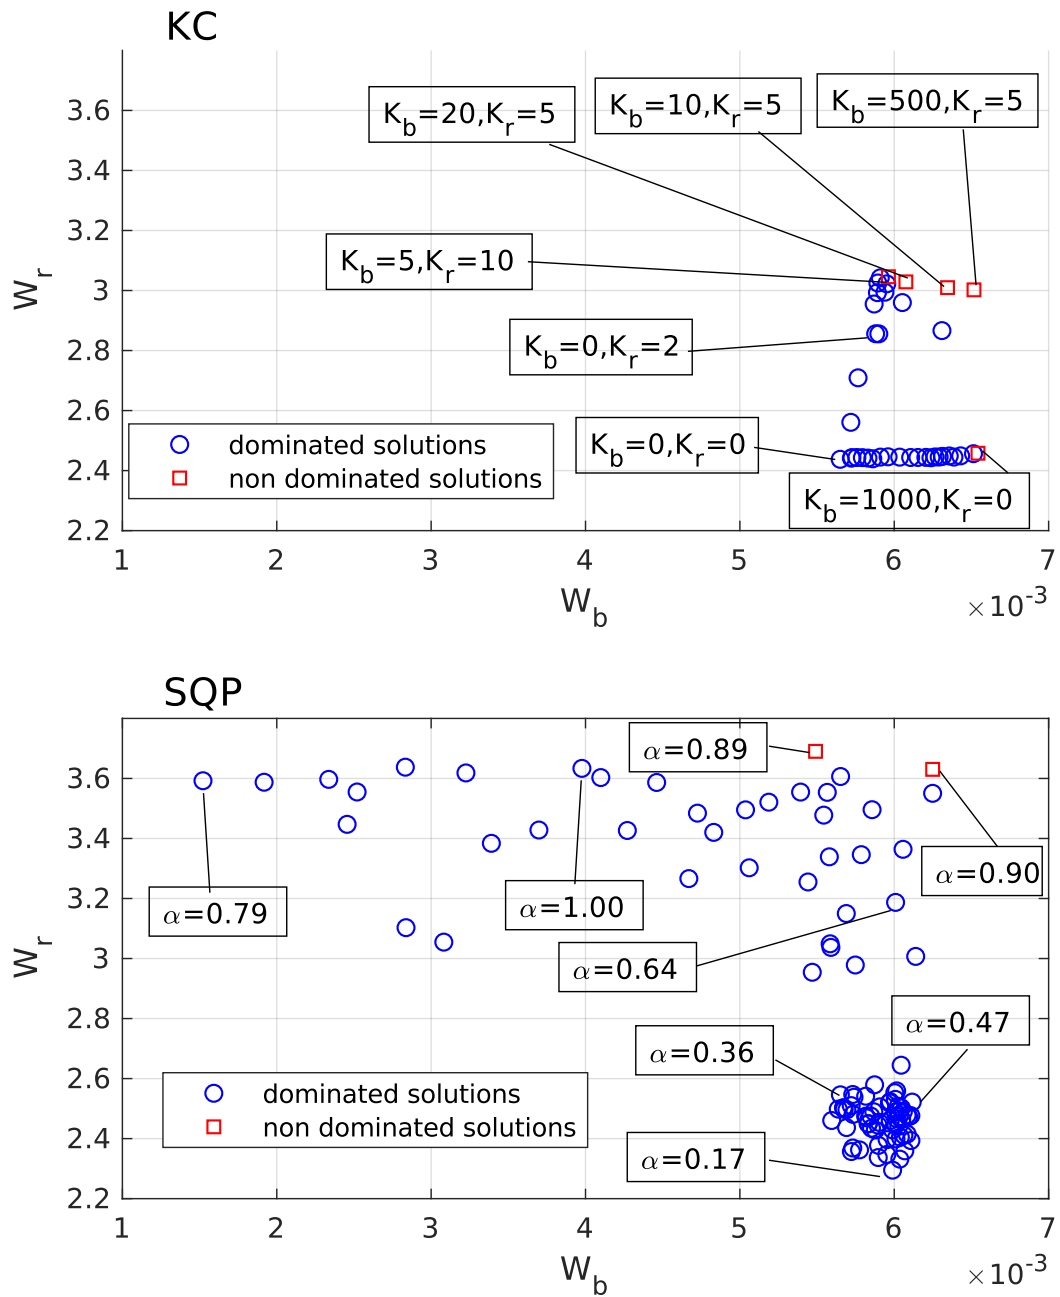 KC
K_b=20,K_r=5
K_b=10,K_r=5
K_b=500,K_r=5
K_b=5,K_r=10
K_b=0,K_r=2
K_b=0,K_r=0
K_b=1000,K_r=0
dominated solutions
non dominated solutions
W_r
3.6
3.4
3.2
3
2.8
2.6
2.4
2.2
1 2 3 4 5 6 7
W_b
×10^-3
SQP
α=0.89
α=0.90
α=0.79
α=1.00
α=0.64
α=0.47
α=0.36
α=0.17
dominated solutions
non dominated solutions
W_r
3.6
3.4
3.2
3
2.8
2.6
2.4
2.2
1 2 3 4 5 6 7
W_b
×10^-3